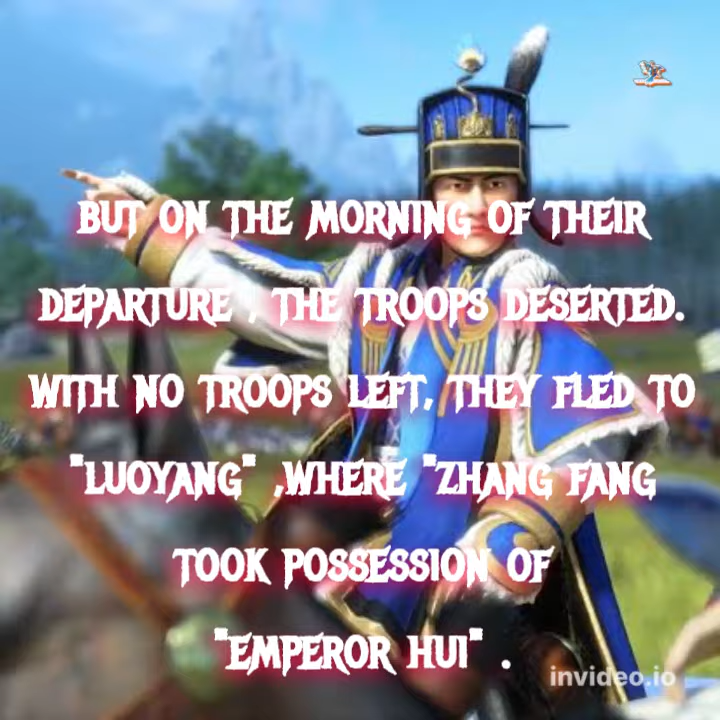 BUT ON THE MORNING OF THEIR
DEPARTURE , THE TROOPS DESERTED.
WITH NO TROOPS LEFT, THEY FLED TO
"LUOYANG" ,WHERE "ZHANG FANG
TOOK POSSESSION OF
"EMPEROR HUI" .
invideo.io